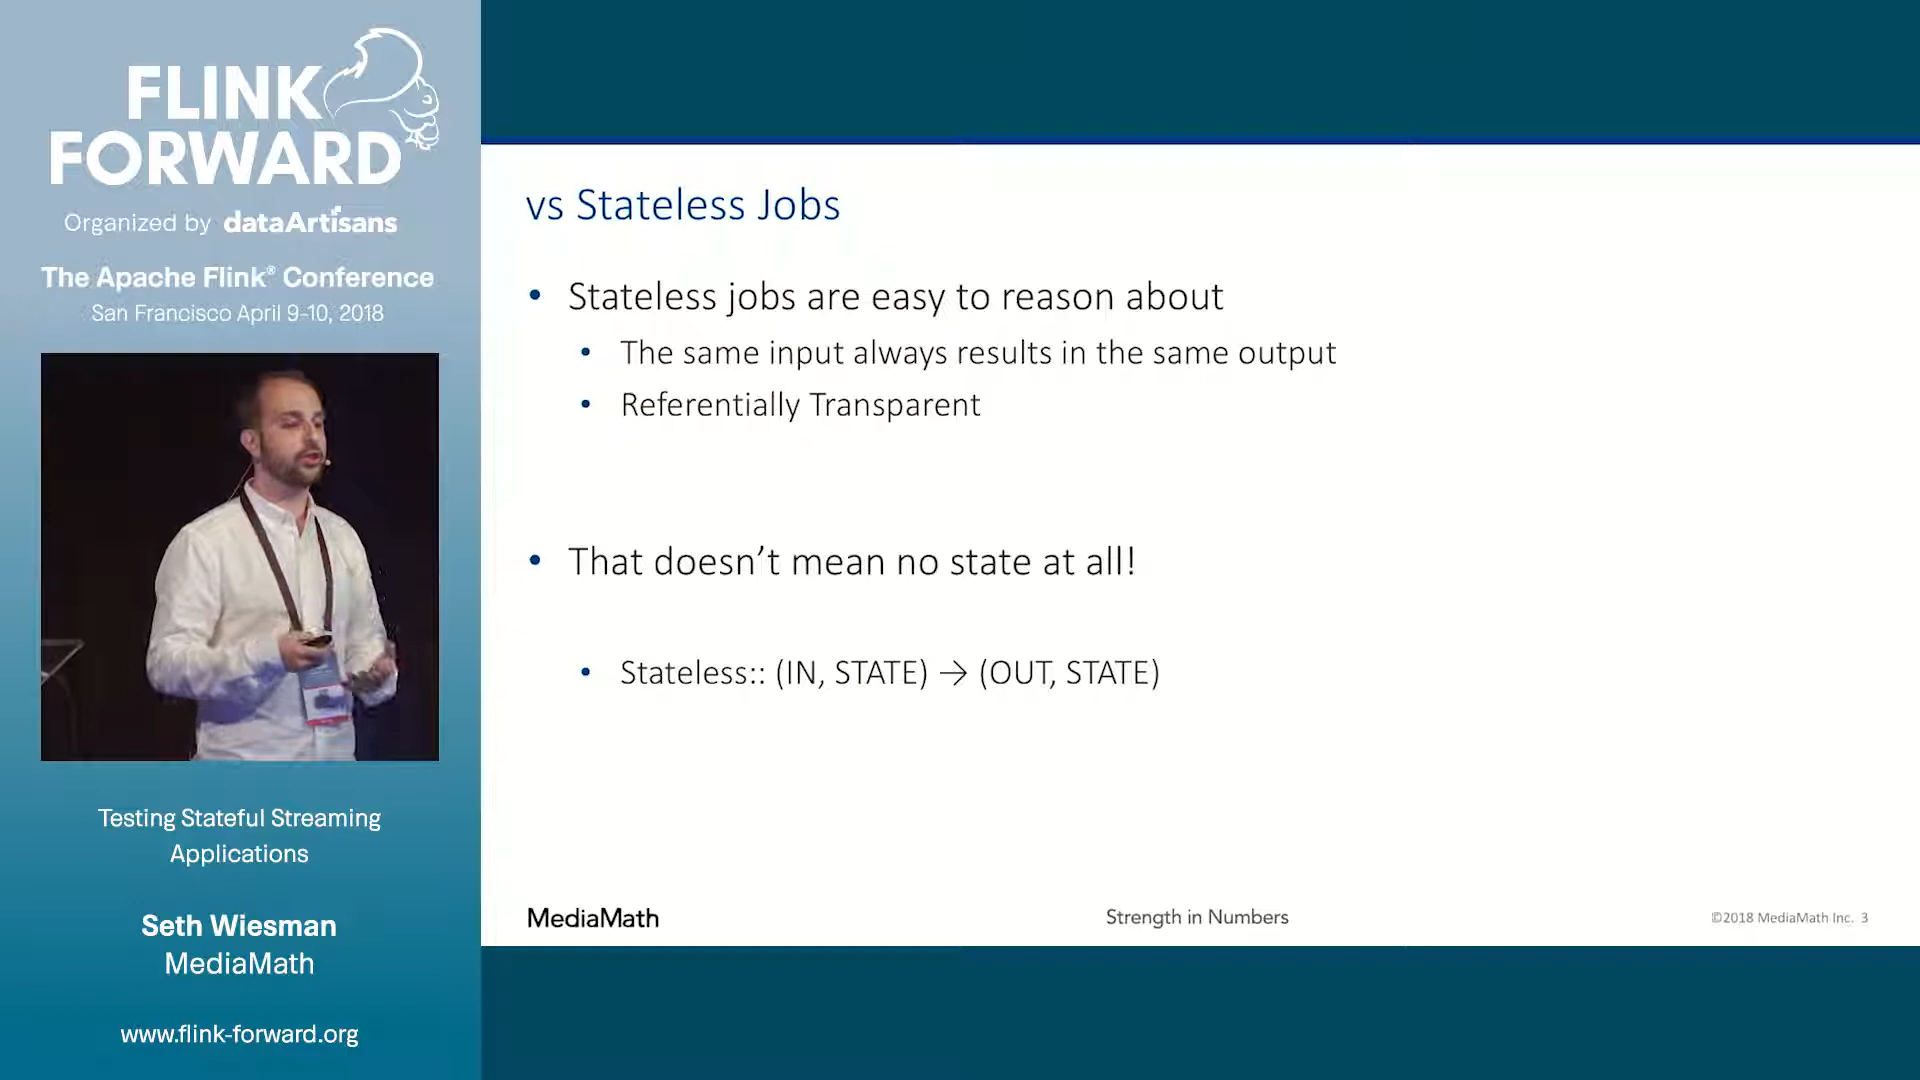 FLINK
FORWARD
Organized by dataArtisans
The Apache Flink® Conference
San Francisco April 9-10, 2018
Testing Stateful Streaming
Applications
Seth Wiesman
MediaMath
www.flink-forward.org
vs Stateless Jobs
• Stateless jobs are easy to reason about
• The same input always results in the same output
• Referentially Transparent
• That doesn’t mean no state at all!
• Stateless:: (IN, STATE) → (OUT, STATE)
MediaMath
Strength in Numbers
©2018 MediaMath Inc. 3